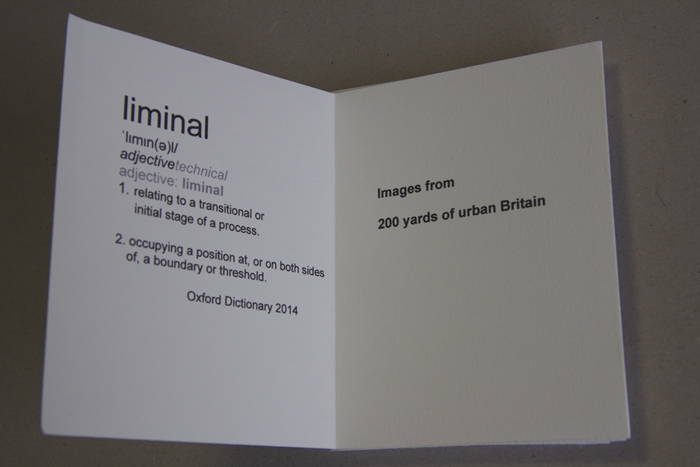 liminal
ˈlɪmɪn(ə)l/
adjectivetechnical
adjective: liminal
1. relating to a transitional or
initial stage of a process.
2. occupying a position at, or on both sides
of, a boundary or threshold.
Oxford Dictionary 2014
Images from
200 yards of urban Britain